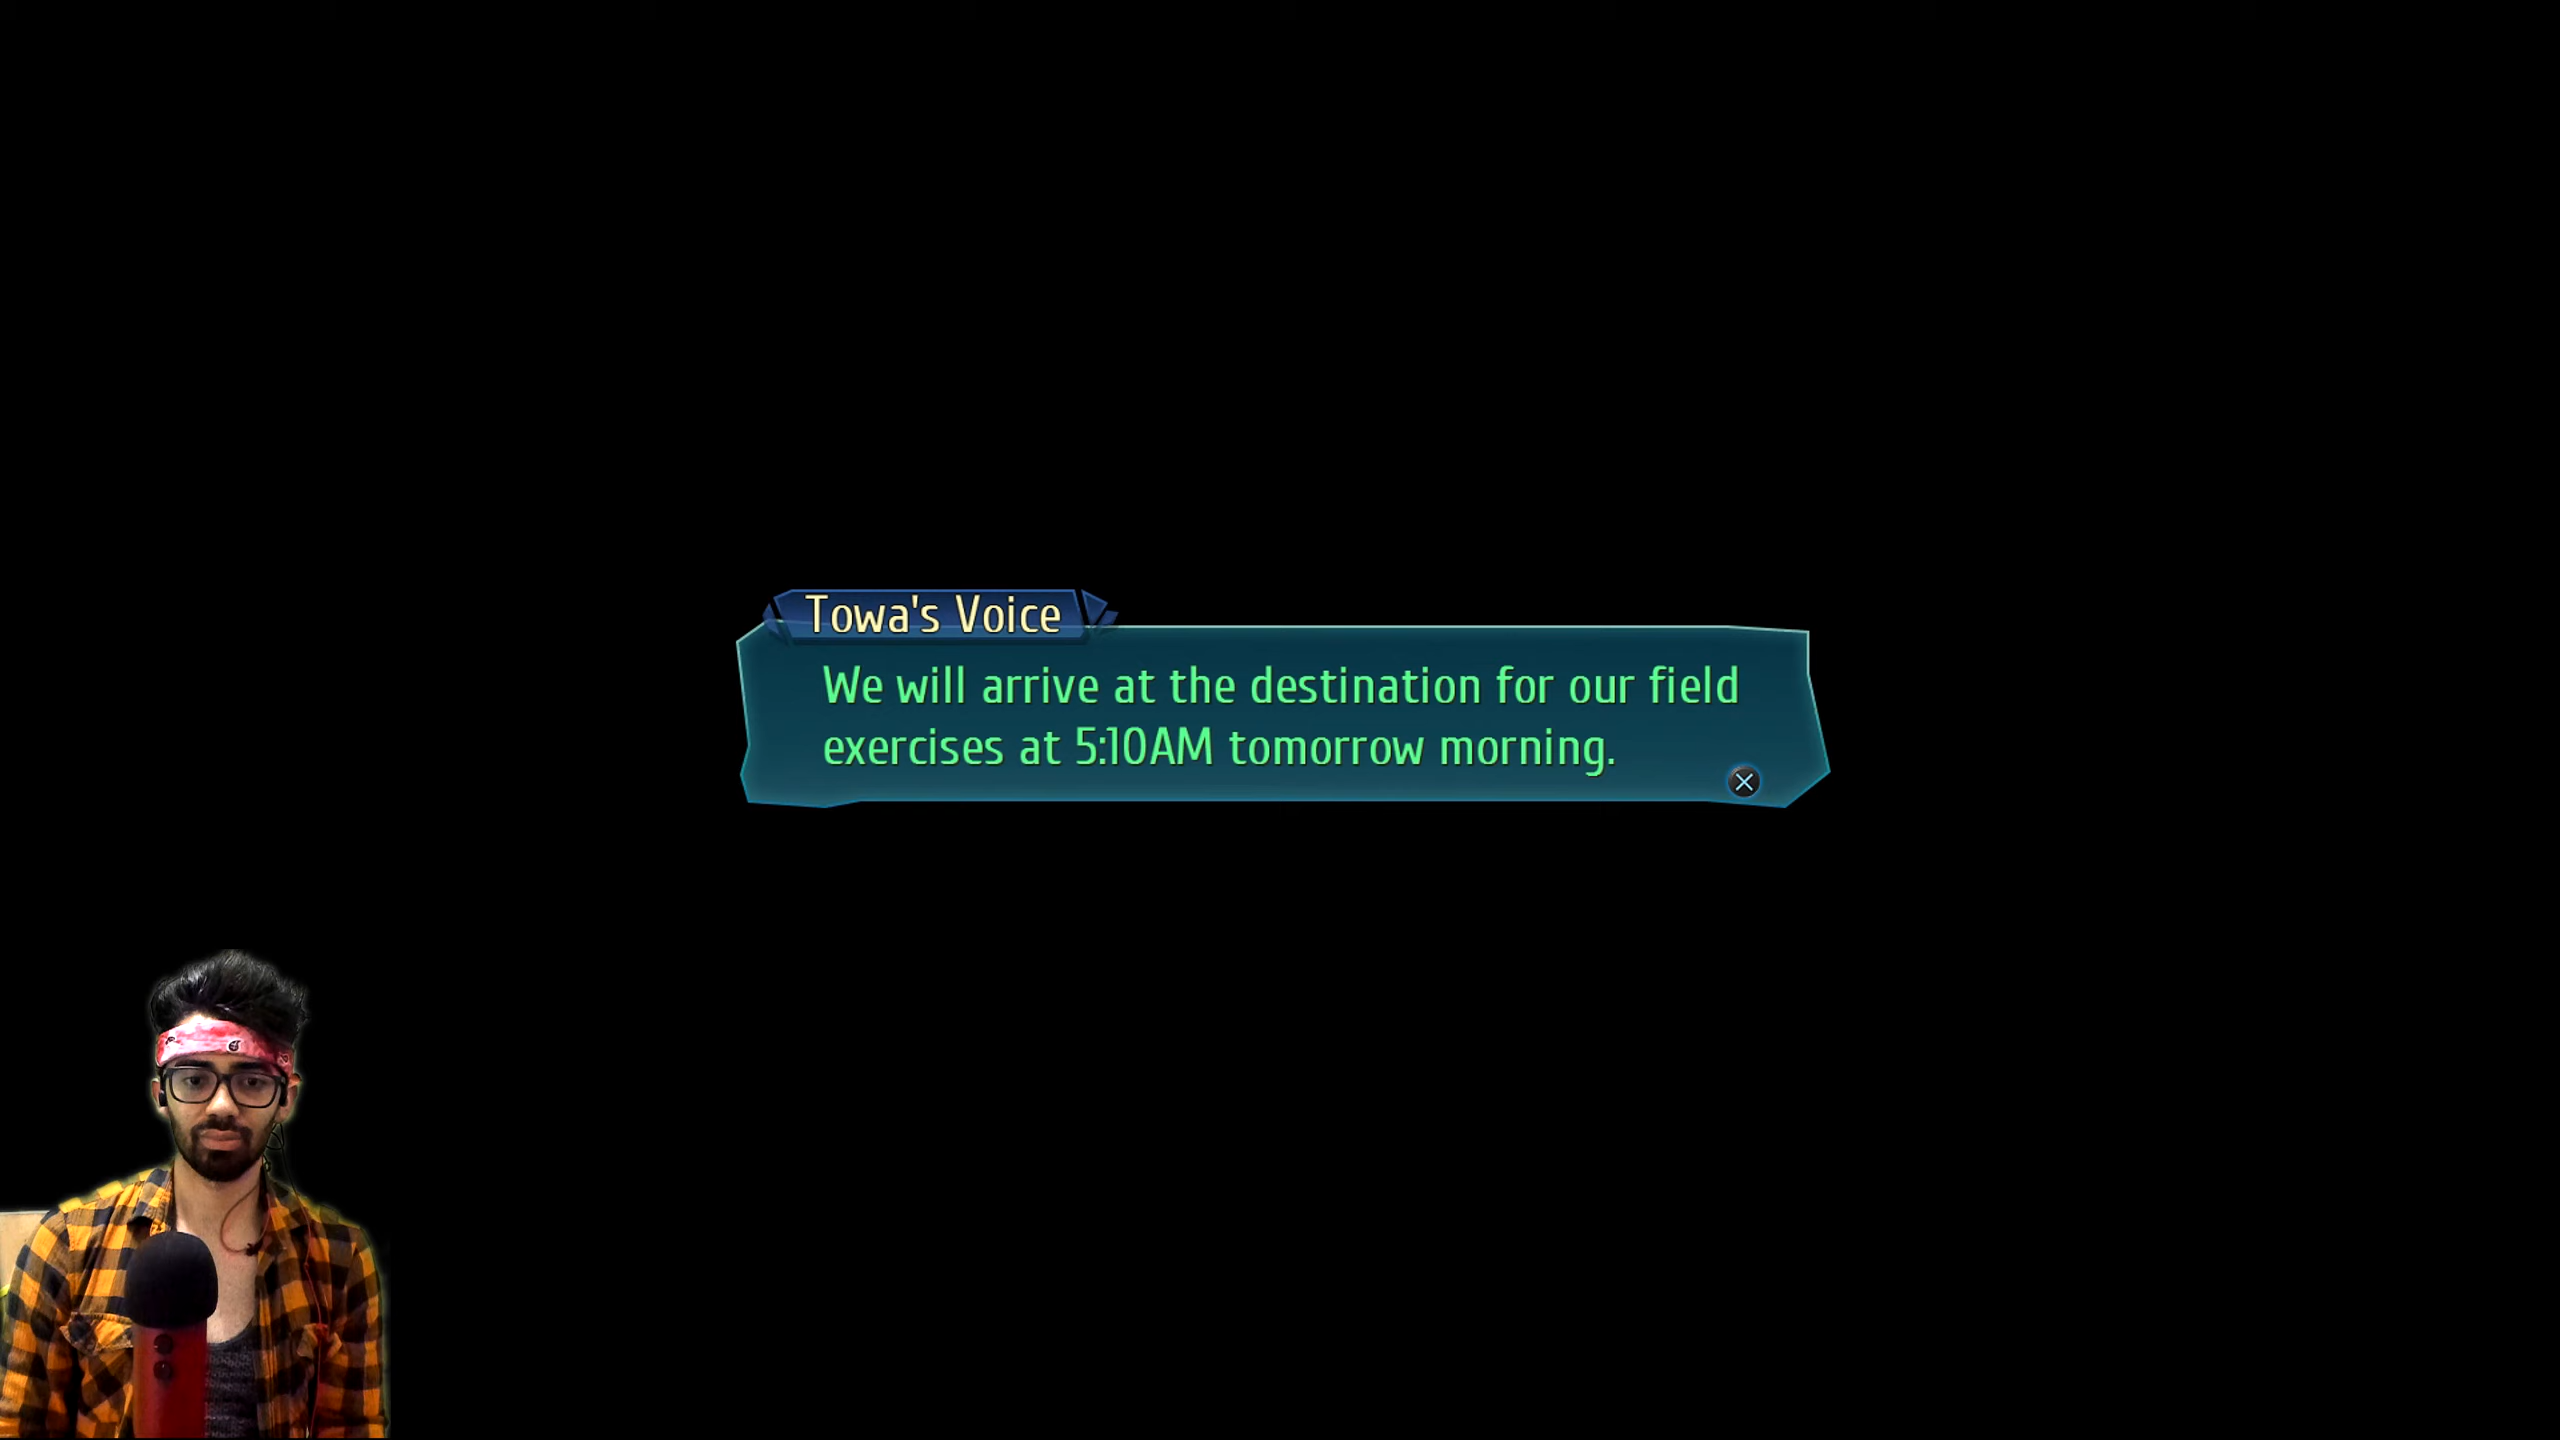 Towa's Voice
We will arrive at the destination for our field
exercises at 5:10AM tomorrow morning.